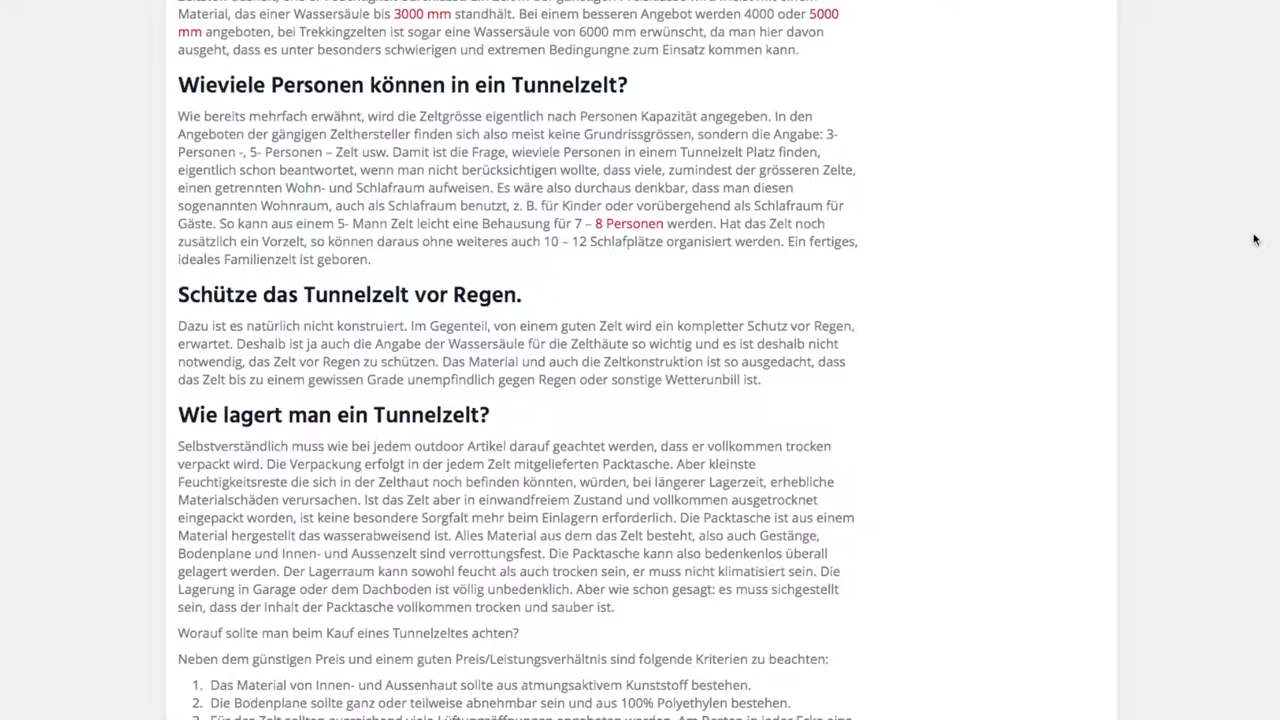 Material, das einer Wassersäule bis 3000 mm standhält. Bei einem besseren Angebot werden 4000 oder 5000
mm angeboten, bei Trekkingzelten ist sogar eine Wassersäule von 6000 mm erwünscht, da man hier davon
ausgeht, dass es unter besonders schwierigen und extremen Bedingungne zum Einsatz kommen kann.
Wieviele Personen können in ein Tunnelzelt?
Wie bereits mehrfach erwähnt, wird die Zeltgrösse eigentlich nach Personen Kapazität angegeben. In den
Angeboten der gängigen Zelthersteller finden sich also meist keine Grundrissgrössen, sondern die Angabe: 3-
Personen -, 5- Personen – Zelt usw. Damit ist die Frage, wieviele Personen in einem Tunnelzelt Platz finden,
eigentlich schon beantwortet, wenn man nicht berücksichtigen wollte, dass viele, zumindest der grösseren Zelte,
einen getrennten Wohn- und Schlafraum aufweisen. Es wäre also durchaus denkbar, dass man diesen
sogenannten Wohnraum, auch als Schlafraum benutzt, z. B. für Kinder oder vorübergehend als Schlafraum für
Gäste. So kann aus einem 5- Mann Zelt leicht eine Behausung für 7 – 8 Personen werden. Hat das Zelt noch
zusätzlich ein Vorzelt, so können daraus ohne weiteres auch 10 – 12 Schlafplätze organisiert werden. Ein fertiges,
ideales Familienzelt ist geboren.
Schütze das Tunnelzelt vor Regen.
Dazu ist es natürlich nicht konstruiert. Im Gegenteil, von einem guten Zelt wird ein kompletter Schutz vor Regen,
erwartet. Deshalb ist ja auch die Angabe der Wassersäule für die Zelthäute so wichtig und es ist deshalb nicht
notwendig, das Zelt vor Regen zu schützen. Das Material und auch die Zeltkonstruktion ist so ausgedacht, dass
das Zelt bis zu einem gewissen Grade unempfindlich gegen Regen oder sonstige Wetterunbill ist.
Wie lagert man ein Tunnelzelt?
Selbstverständlich muss wie bei jedem outdoor Artikel darauf geachtet werden, dass er vollkommen trocken
verpackt wird. Die Verpackung erfolgt in der jedem Zelt mitgelieferten Packtasche. Aber kleinste
Feuchtigkeitsreste die sich in der Zelthaut noch befinden könnten, würden, bei längerer Lagerzeit, erhebliche
Materialschäden verursachen. Ist das Zelt aber in einwandfreiem Zustand und vollkommen ausgetrocknet
eingepackt worden, ist keine besondere Sorgfalt mehr beim Einlagern erforderlich. Die Packtasche ist aus einem
Material hergestellt das wasserabweisend ist. Alles Material aus dem das Zelt besteht, also auch Gestänge,
Bodenplane und Innen- und Aussenzelt sind verrottungsfest. Die Packtasche kann also bedenkenlos überall
gelagert werden. Der Lagerraum kann sowohl feucht als auch trocken sein, er muss nicht klimatisiert sein. Die
Lagerung in Garage oder dem Dachboden ist völlig unbedenklich. Aber wie schon gesagt: es muss sichgestellt
sein, dass der Inhalt der Packtasche vollkommen trocken und sauber ist.
Worauf sollte man beim Kauf eines Tunnelzeltes achten?
Neben dem günstigen Preis und einem guten Preis/Leistungsverhältnis sind folgende Kriterien zu beachten:
1. Das Material von Innen- und Aussenhaut sollte aus atmungsaktivem Kunststoff bestehen.
2. Die Bodenplane sollte ganz oder teilweise abnehmbar sein und aus 100% Polyethylen bestehen.